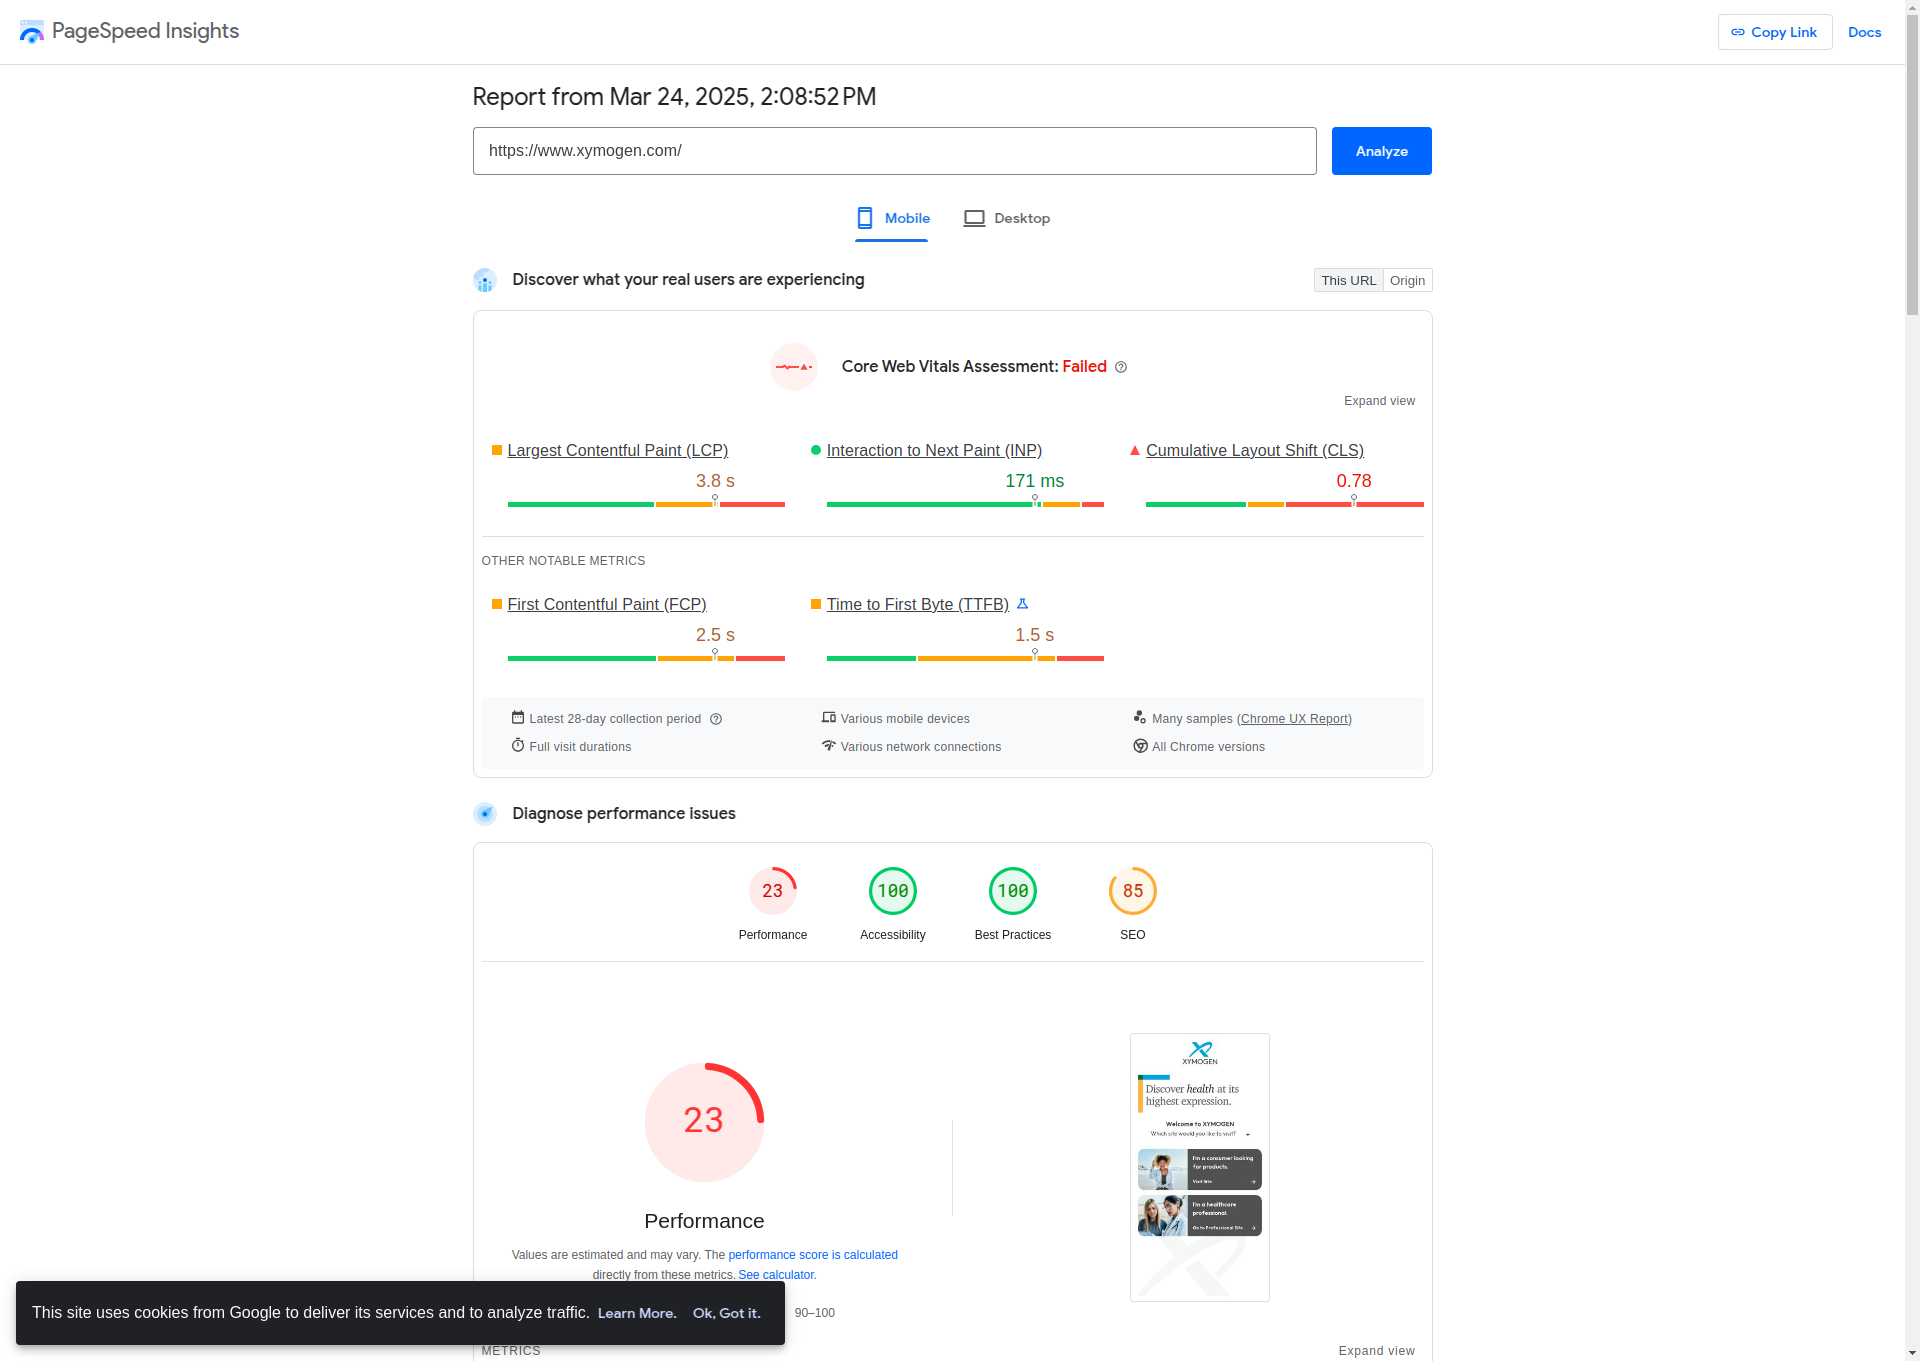 PageSpeed Insights
Copy Link
Docs
Report from Mar 24, 2025, 2:08:52 PM
https://www.xymogen.com/
Analyze
Mobile
Desktop
Discover what your real users are experiencing
This URL
Origin
Core Web Vitals Assessment: Failed
Expand view
Largest Contentful Paint (LCP)
3.8 s
Interaction to Next Paint (INP)
171 ms
Cumulative Layout Shift (CLS)
0.78
OTHER NOTABLE METRICS
First Contentful Paint (FCP)
2.5 s
Time to First Byte (TTFB)
1.5 s
Latest 28-day collection period
Various mobile devices
Many samples (Chrome UX Report)
Full visit durations
Various network connections
All Chrome versions
Diagnose performance issues
23
Performance
100
Accessibility
100
Best Practices
85
SEO
23
Performance
Values are estimated and may vary. The performance score is calculated
directly from these metrics. See calculator.
90–100
XYMOGEN
Discover health at its
highest expression.
Welcome to XYMOGEN
Which site would you like to visit?
I'm a consumer looking
for products.
Visit Site
I'm a healthcare
professional.
Go to Professional Site
This site uses cookies from Google to deliver its services and to analyze traffic. Learn More. Ok, Got it.
METRICS
Expand view